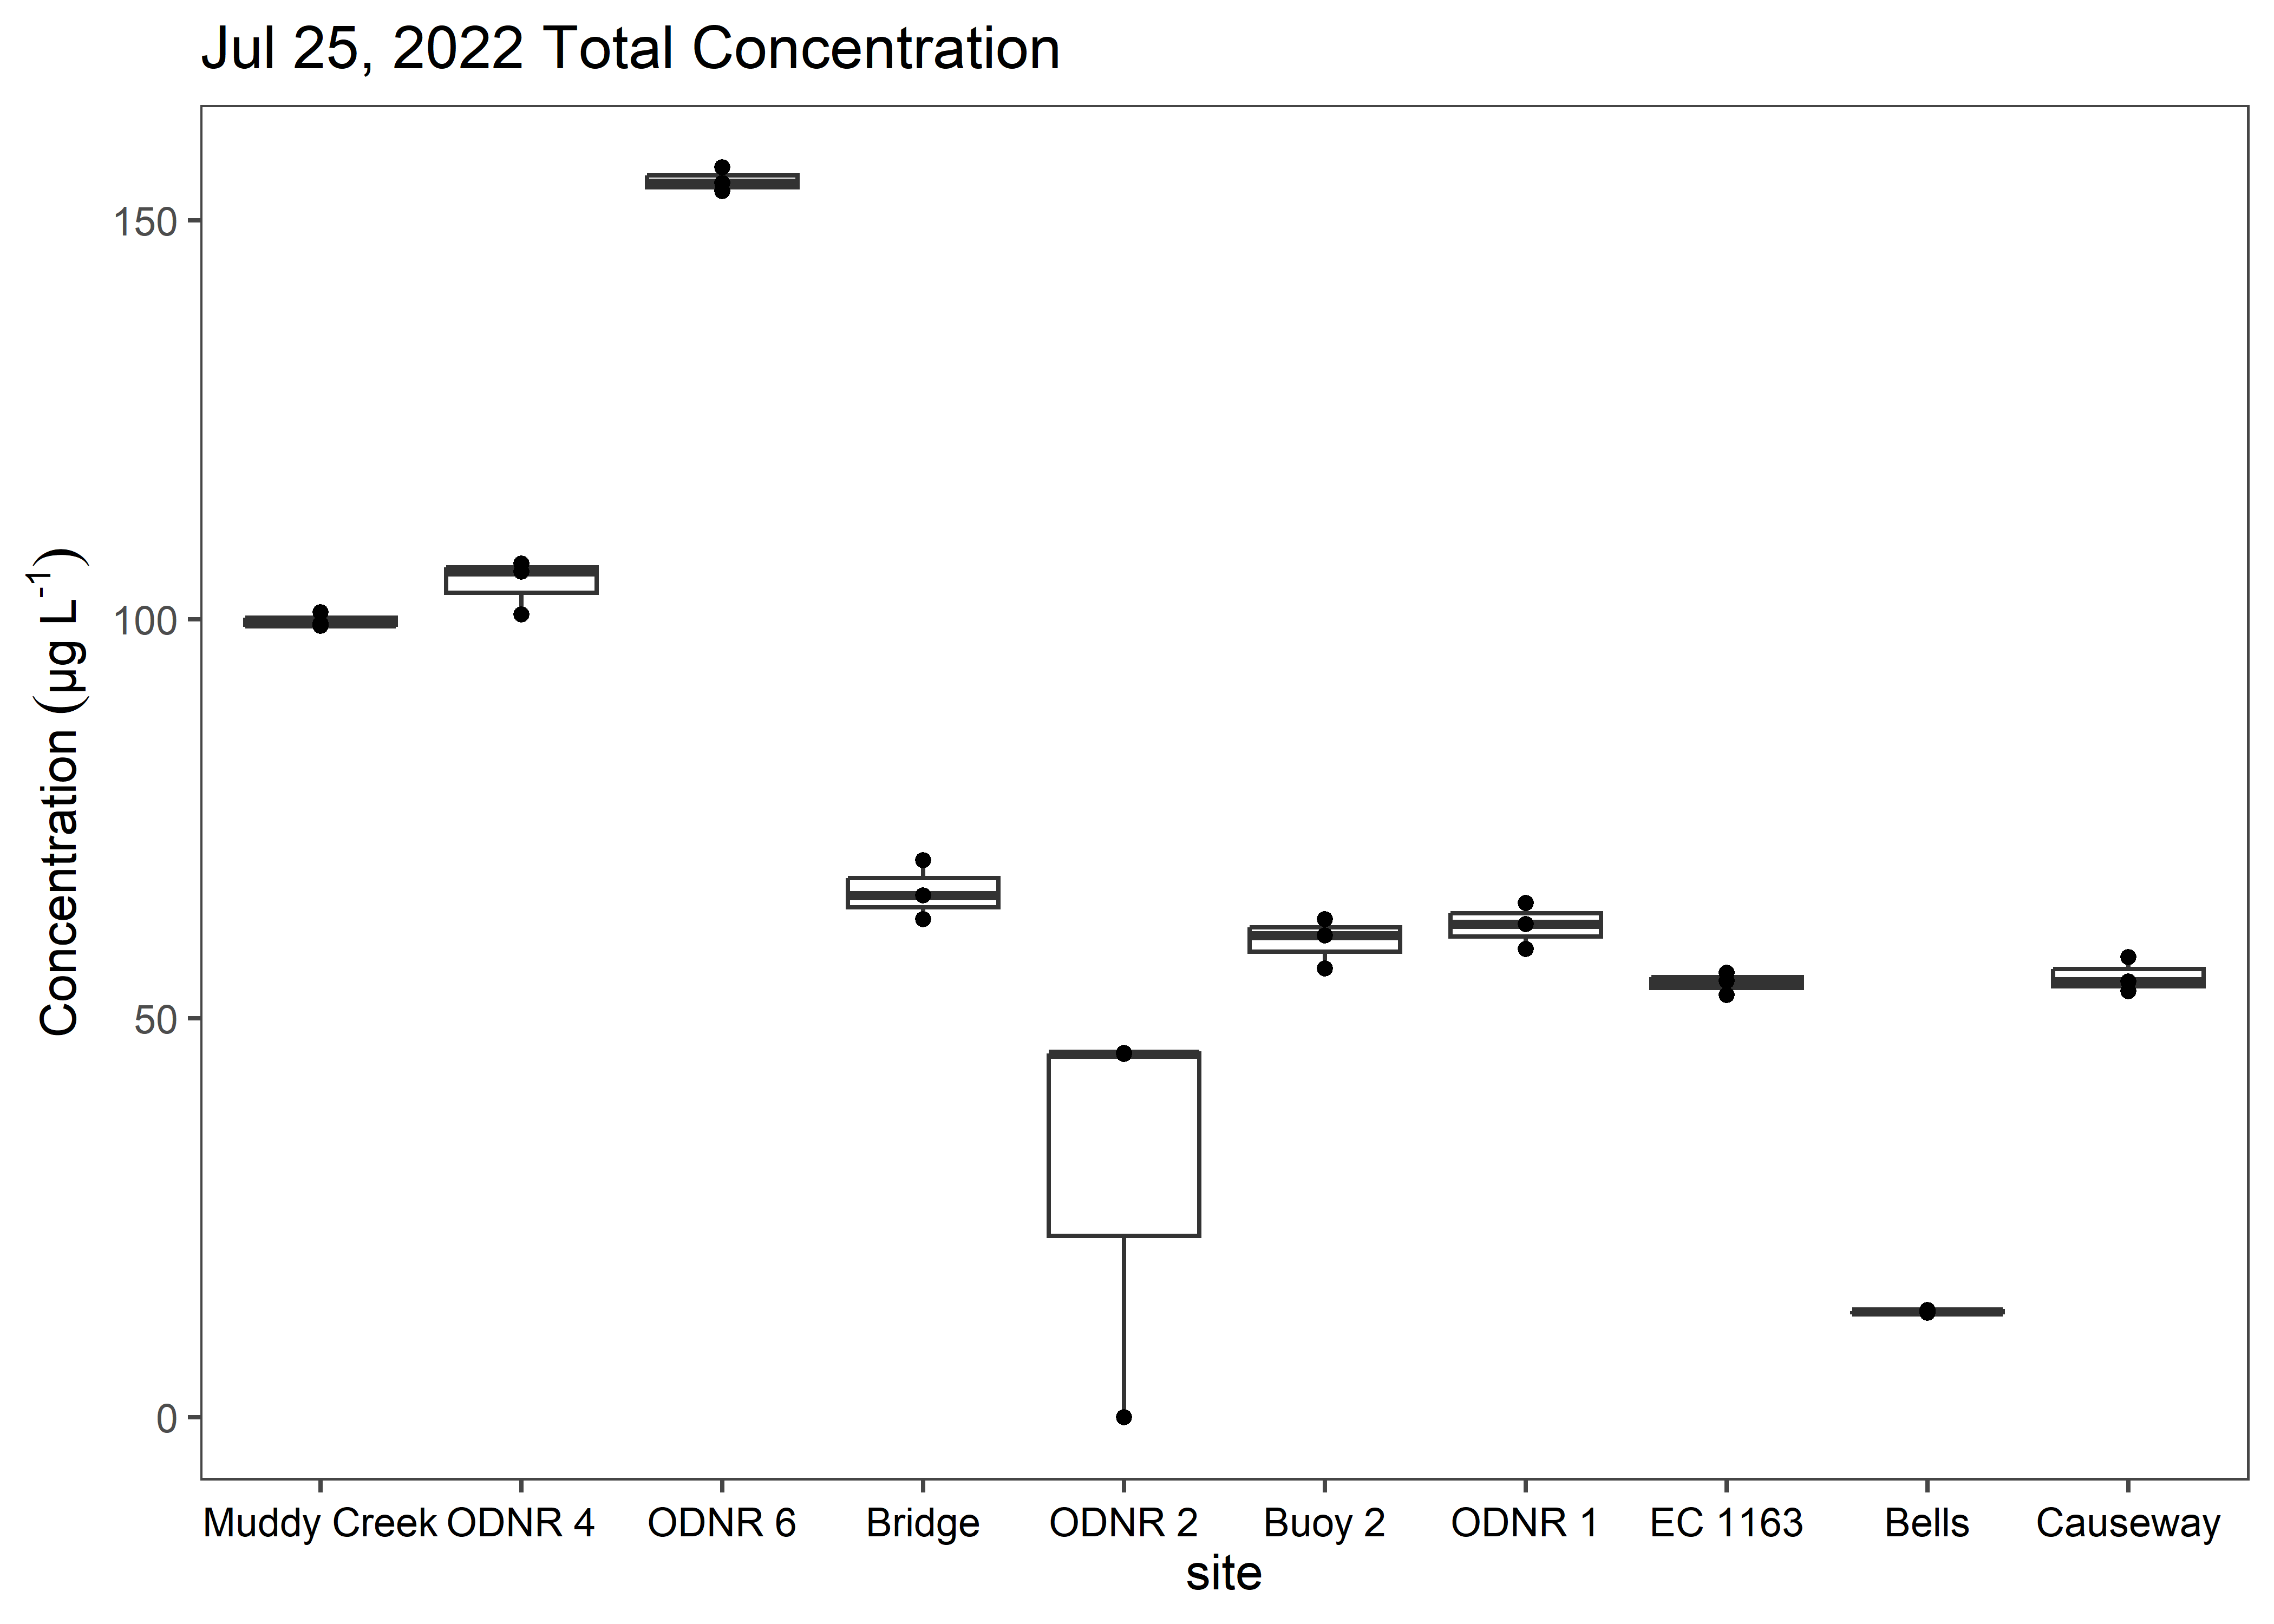 Jul 25, 2022 Total Concentration
Concentration (µg L⁻¹)
150
100
50
0
Muddy Creek ODNR 4 ODNR 6 Bridge ODNR 2 Buoy 2 ODNR 1 EC 1163 Bells Causeway
site